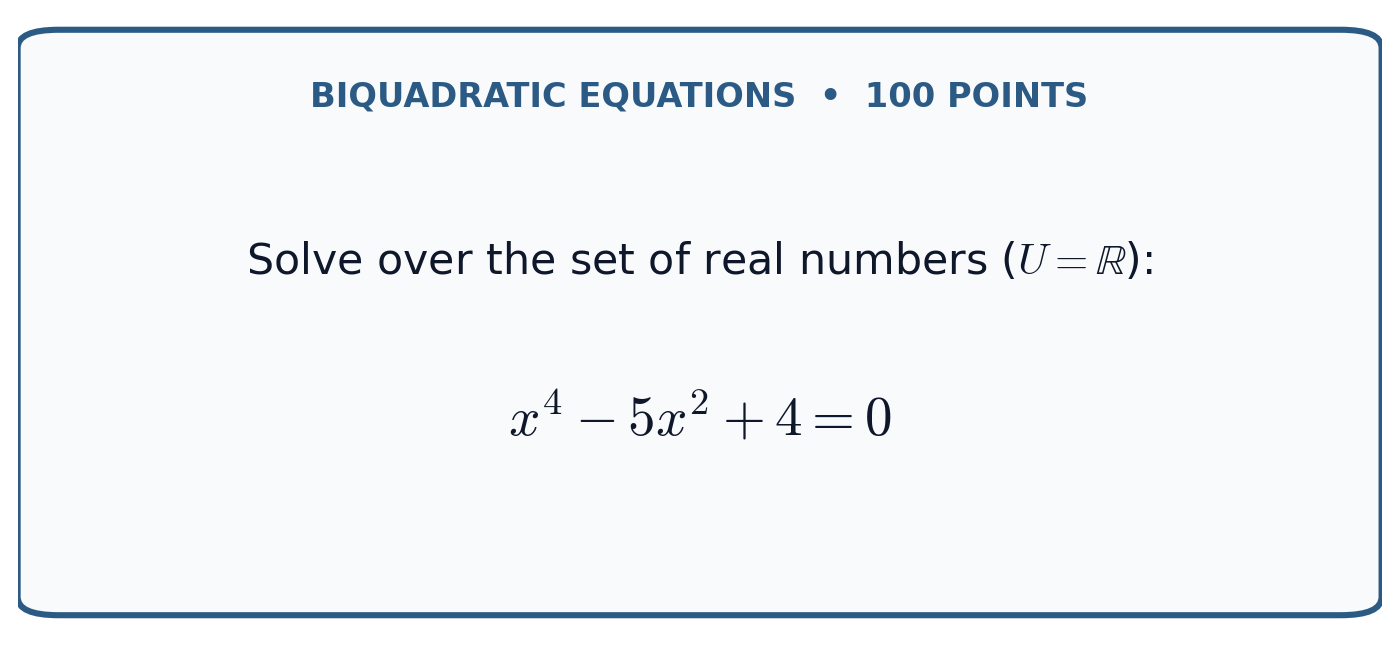 BIQUADRATIC EQUATIONS • 100 POINTS
Solve over the set of real numbers (U = ℝ):
x⁴ − 5x² + 4 = 0